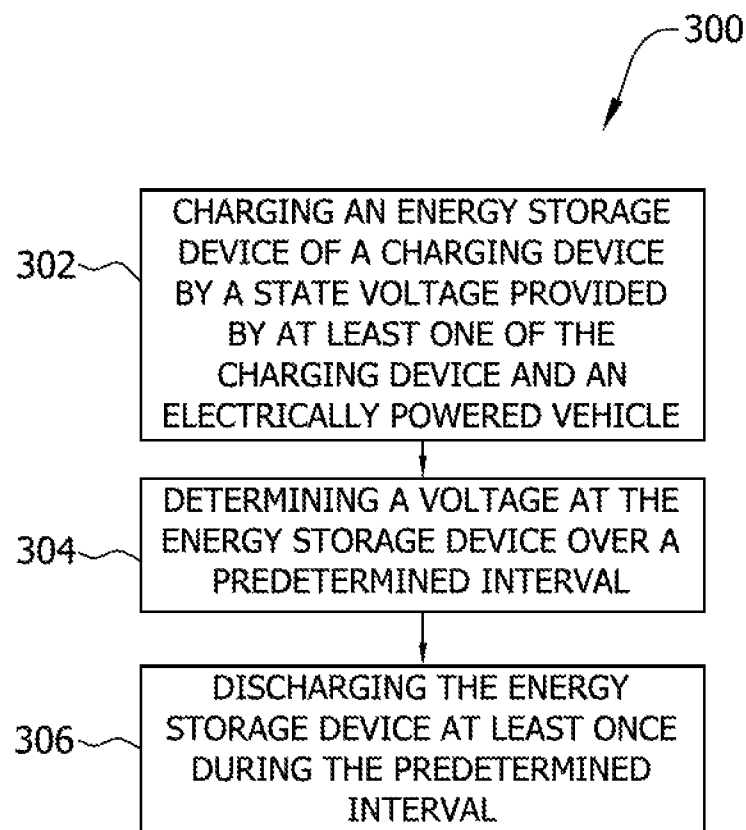 300
302
CHARGING AN ENERGY STORAGE
DEVICE OF A CHARGING DEVICE
BY A STATE VOLTAGE PROVIDED
BY AT LEAST ONE OF THE
CHARGING DEVICE AND AN
ELECTRICALLY POWERED VEHICLE
304
DETERMINING A VOLTAGE AT THE
ENERGY STORAGE DEVICE OVER A
PREDETERMINED INTERVAL
306
DISCHARGING THE ENERGY
STORAGE DEVICE AT LEAST ONCE
DURING THE PREDETERMINED
INTERVAL